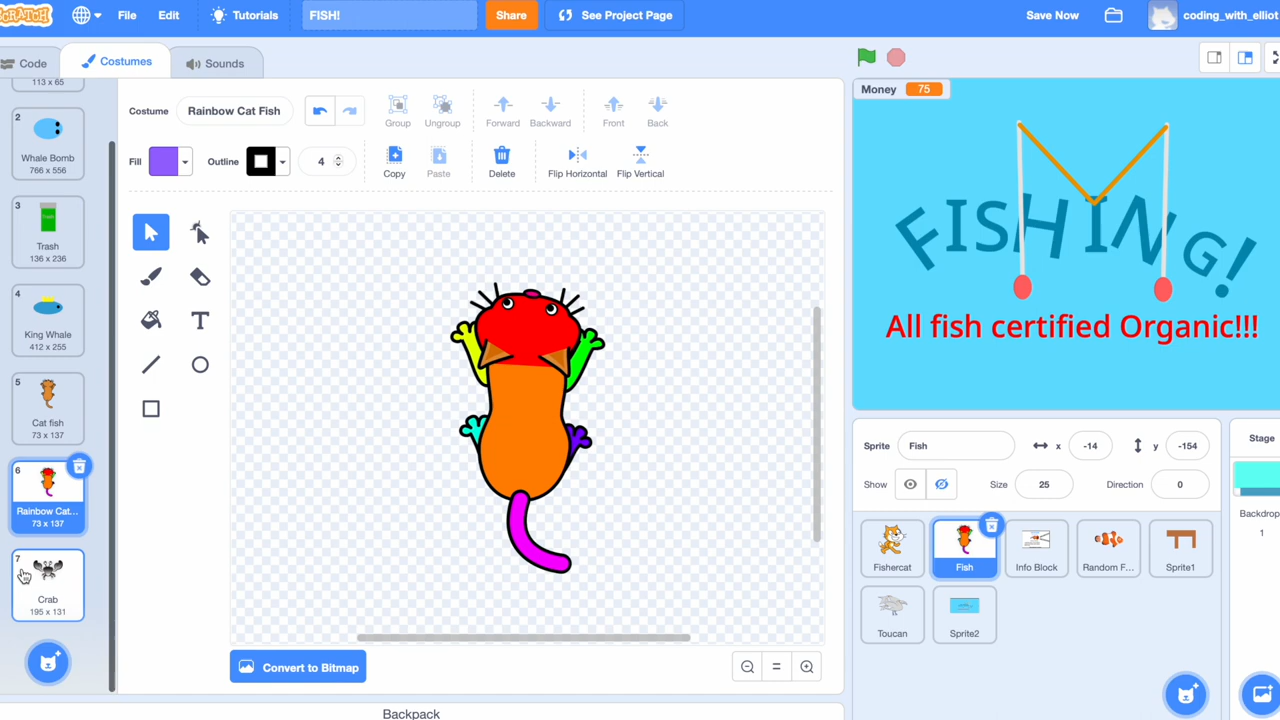 SCRATCH
File
Edit
Tutorials
FISH!
Share
See Project Page
Save Now
coding_with_elliot
Code
Costumes
Sounds
113 x 65
2
Whale Bomb
766 x 556
3
Trash
Trash
136 x 236
4
King Whale
412 x 255
5
Cat fish
73 x 137
6
Rainbow Cat...
73 x 137
7
Crab
195 x 131
Costume
Rainbow Cat Fish
Group
Ungroup
Forward
Backward
Front
Back
Fill
Outline
4
Copy
Paste
Delete
Flip Horizontal
Flip Vertical
Convert to Bitmap
Backpack
Money 75
FISHING!
All fish certified Organic!!!
Sprite
Fish
x
-14
y
-154
Show
Size
25
Direction
0
Fishercat
Fish
Info Block
Random F...
Sprite1
Toucan
Sprite2
Stage
Backdrop
1